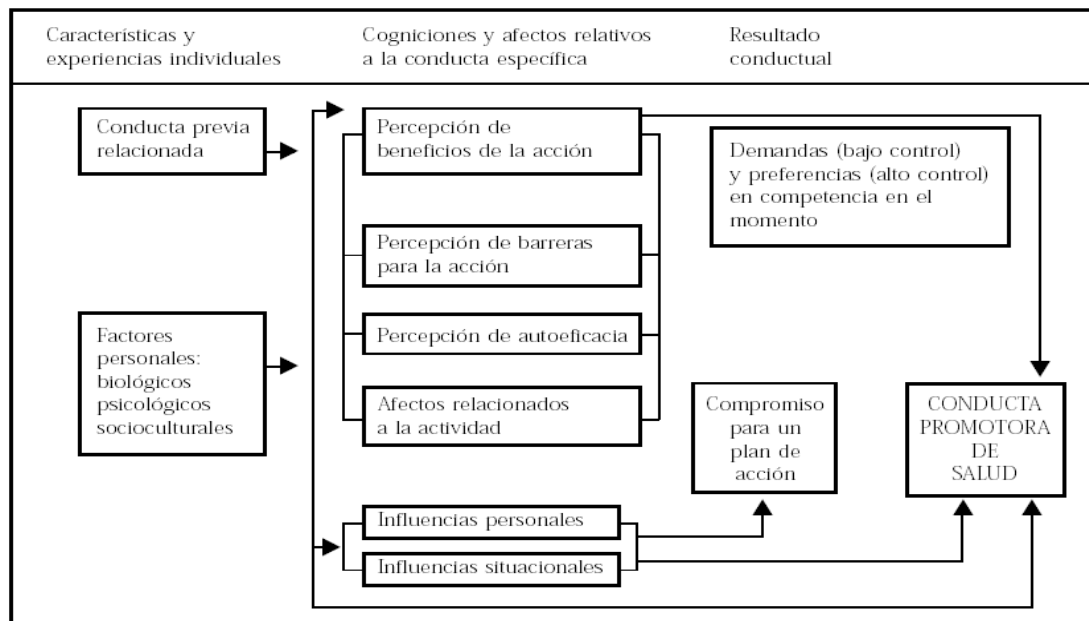 Características y
experiencias individuales
Cogniciones y afectos relativos
a la conducta específica
Resultado
conductual
Conducta previa
relacionada
Factores
personales:
biológicos
psicológicos
socioculturales
Percepción de
beneficios de la acción
Percepción de barreras
para la acción
Percepción de autoeficacia
Afectos relacionados
a la actividad
Influencias personales
Influencias situacionales
Demandas (bajo control)
y preferencias (alto control)
en competencia en el
momento
Compromiso
para un
plan de
acción
CONDUCTA
PROMOTORA
DE
SALUD